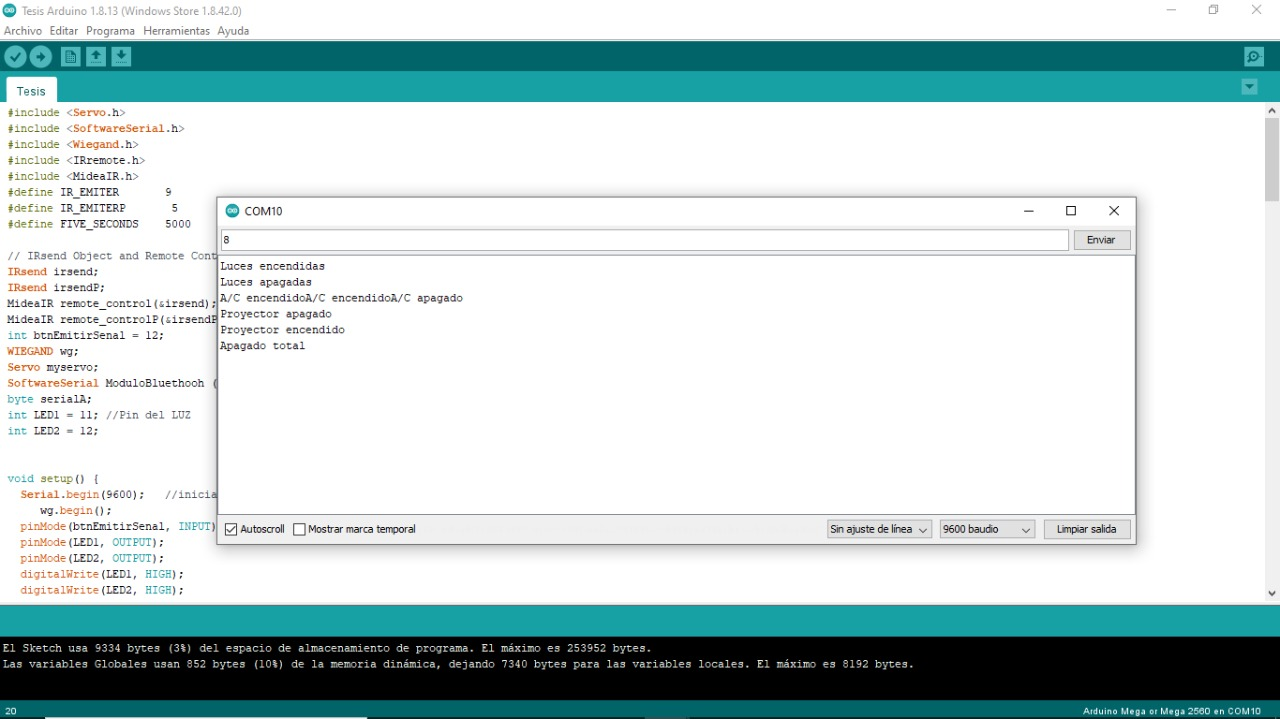 Tesis Arduino 1.8.13 (Windows Store 1.8.42.0)
Archivo Editar Programa Herramientas Ayuda
Tesis
#include <Servo.h>
#include <SoftwareSerial.h>
#include <Wiegand.h>
#include <IRremote.h>
#include <MideaIR.h>
#define IR_EMITER 9
#define IR_EMITERP 5
#define FIVE_SECONDS 5000
// IRsend Object and Remote Cont
IRsend irsend;
IRsend irsendP;
MideaIR remote_control(&irsend);
MideaIR remote_controlP(&irsendP
int btnEmitirSenal = 12;
WIEGAND wg;
Servo myservo;
SoftwareSerial ModuloBluethooh (
byte serialA;
int LED1 = 11; //Pin del LUZ
int LED2 = 12;
void setup() {
Serial.begin(9600); //inicia
wg.begin();
pinMode(btnEmitirSenal, INPUT)
pinMode(LED1, OUTPUT);
pinMode(LED2, OUTPUT);
digitalWrite(LED1, HIGH);
digitalWrite(LED2, HIGH);
COM10
8
Enviar
Luces encendidas
Luces apagadas
A/C encendidoA/C encendidoA/C apagado
Proyector apagado
Proyector encendido
Apagado total
Autoscroll Mostrar marca temporal Sin ajuste de línea 9600 baudio Limpiar salida
El Sketch usa 9334 bytes (3%) del espacio de almacenamiento de programa. El máximo es 253952 bytes.
Las variables Globales usan 852 bytes (10%) de la memoria dinámica, dejando 7340 bytes para las variables locales. El máximo es 8192 bytes.
20 Arduino Mega or Mega 2560 en COM10